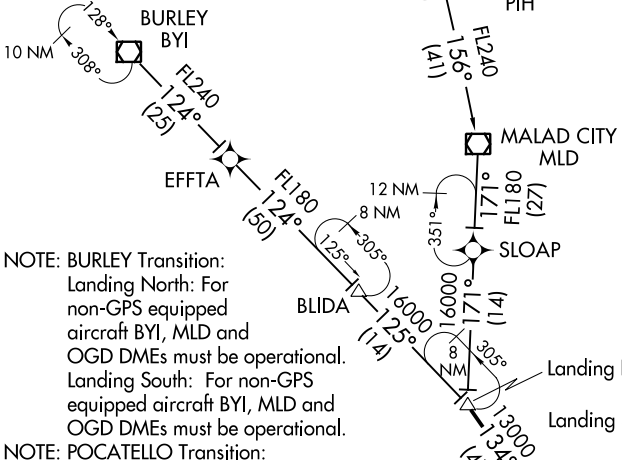 PIH
128°
BURLEY
BYI
10 NM
308°
FL240
124°
(25)
FL240
156°
(41)
MALAD CITY
MLD
EFFTA
12 NM
171°
FL180
(27)
351°
FL180
124°
(50)
8 NM
305°
125°
SLOAP
BLIDA
16000
125°
(14)
16000
171°
(14)
8
NM
305°
Landing
Landing
13000
134°
NOTE: BURLEY Transition:
Landing North: For
non-GPS equipped
aircraft BYI, MLD and
OGD DMEs must be operational.
Landing South: For non-GPS
equipped aircraft BYI, MLD and
OGD DMEs must be operational.
NOTE: POCATELLO Transition: